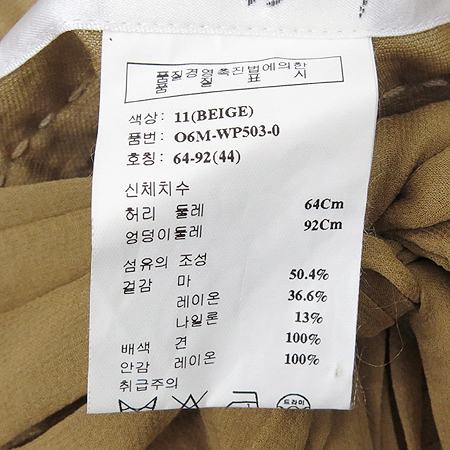 품질경영촉진법에의한
품 질 표 시
색상: 11(BEIGE)
품번: O6M-WP503-0
호칭: 64-92(44)
신체치수
허리 둘레 64Cm
엉덩이둘레 92Cm
섬유의 조성
겉감 마 50.4%
레이온 36.6%
나일론 13%
배색 견 100%
안감 레이온 100%
취급주의
드라이